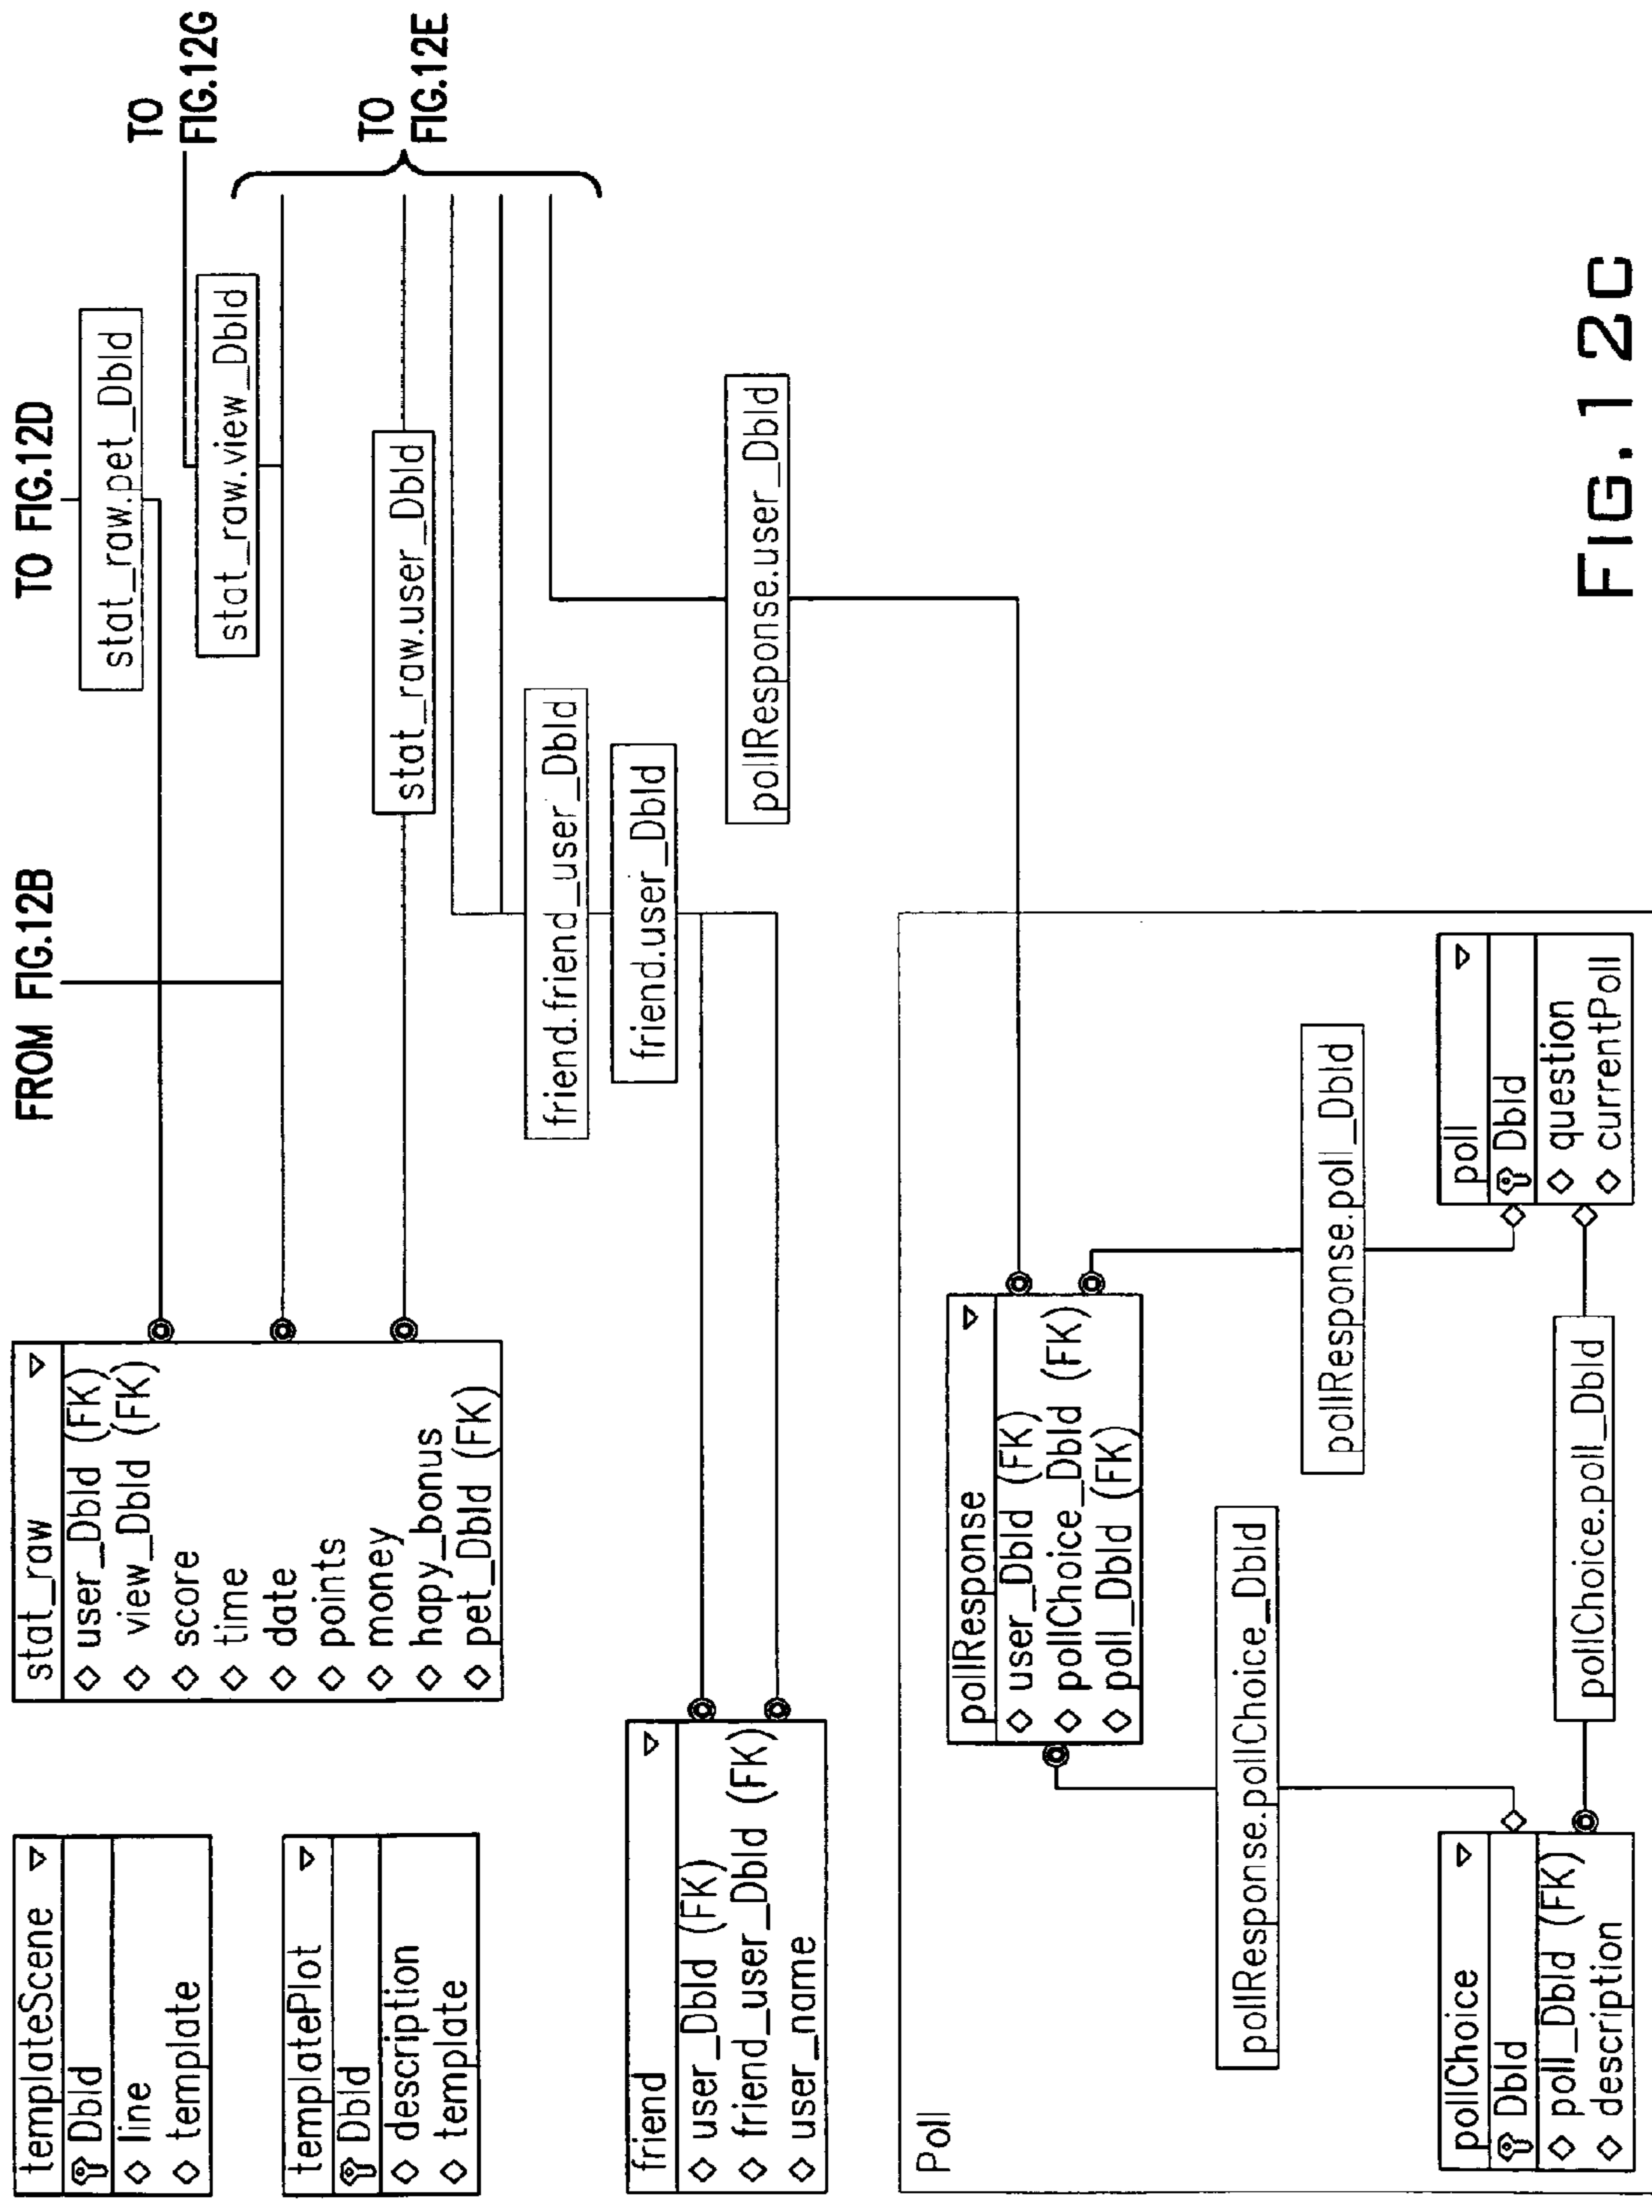 templateScene
DbId
line
template
templatePlot
DbId
description
template
stat_raw
user_DbId (FK)
view_DbId (FK)
score
time
date
points
money
hapy_bonus
pet_DbId (FK)
FROM FIG.12B
TO FIG.12D
stat_raw.pet_DbId
TO
FIG.12G
stat_raw.view_DbId
stat_raw.user_DbId
TO
FIG.12E
friend.friend_user_DbId
friend.user_DbId
pollResponse.user_DbId
friend
user_DbId (FK)
friend_user_DbId (FK)
user_name
Poll
pollResponse
user_DbId (FK)
pollChoice_DbId (FK)
poll_DbId (FK)
pollResponse.pollChoice_DbId
pollResponse.poll_DbId
pollChoice
DbId
poll_DbId (FK)
description
pollChoice.poll_DbId
poll
DbId
question
currentPoll
FIG. 12C